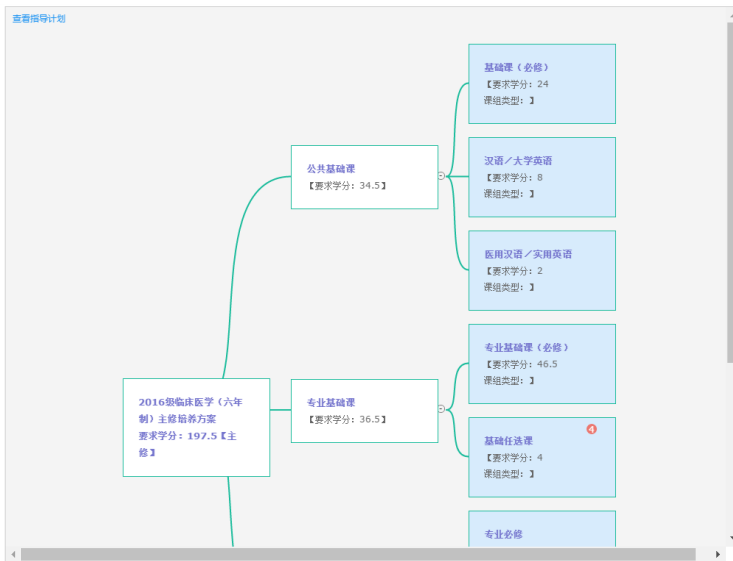 查看指导计划
基础课（必修）
【要求学分：24
课组类型：】
公共基础课
【要求学分：34.5】
汉语／大学英语
【要求学分：8
课组类型：】
医用汉语／实用英语
【要求学分：2
课组类型：】
专业基础课（必修）
【要求学分：46.5
课组类型：】
2016级临床医学（六年
制）主修培养方案
要求学分：197.5【主
修】
专业基础课
【要求学分：36.5】
4
基础任选课
【要求学分：4
课组类型：】
专业必修